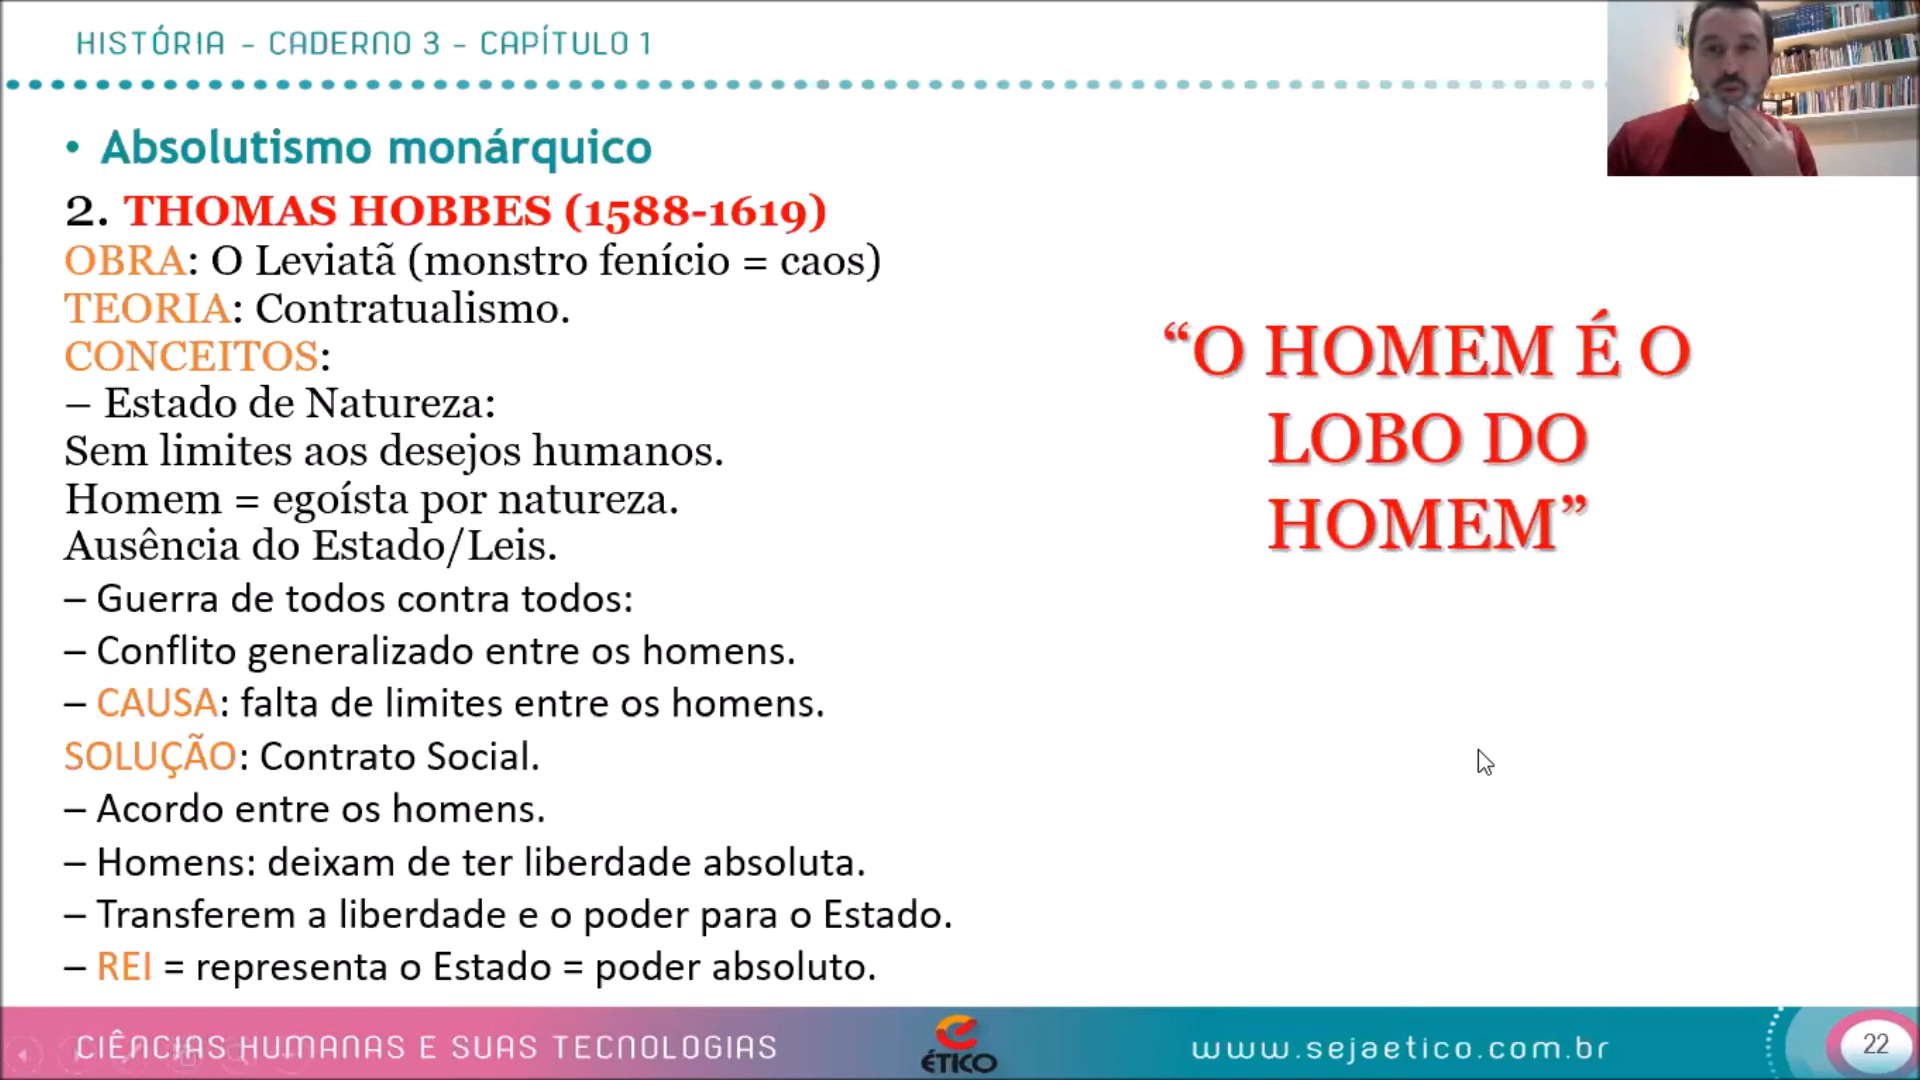 HISTÓRIA - CADERNO 3 - CAPÍTULO 1
• Absolutismo monárquico
2. THOMAS HOBBES (1588-1619)
OBRA: O Leviatã (monstro fenício = caos)
TEORIA: Contratualismo.
CONCEITOS:
– Estado de Natureza:
Sem limites aos desejos humanos.
Homem = egoísta por natureza.
Ausência do Estado/Leis.
– Guerra de todos contra todos:
– Conflito generalizado entre os homens.
– CAUSA: falta de limites entre os homens.
SOLUÇÃO: Contrato Social.
– Acordo entre os homens.
– Homens: deixam de ter liberdade absoluta.
– Transferem a liberdade e o poder para o Estado.
– REI = representa o Estado = poder absoluto.
“O HOMEM É O
LOBO DO
HOMEM”
CIÊNCIAS HUMANAS E SUAS TECNOLOGIAS
ÉTICO
www.sejaetico.com.br
22